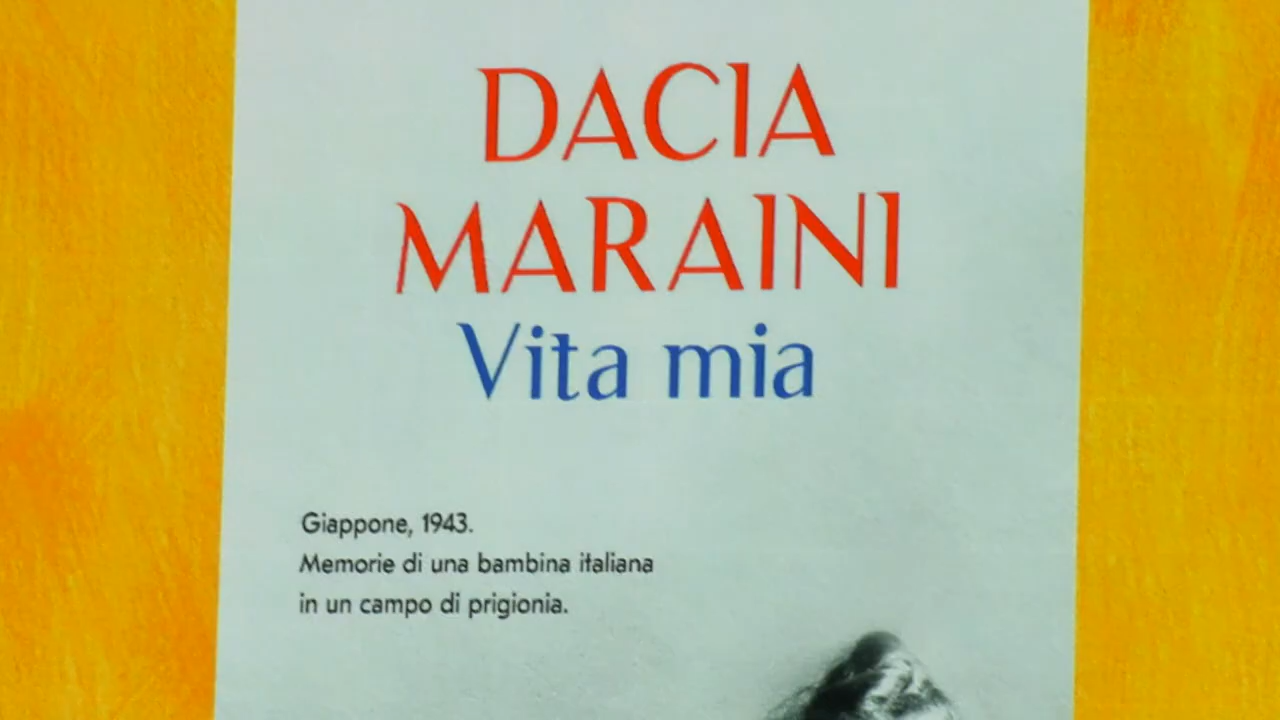 DACIA
MARAINI
Vita mia
Giappone, 1943.
Memorie di una bambina italiana
in un campo di prigionia.